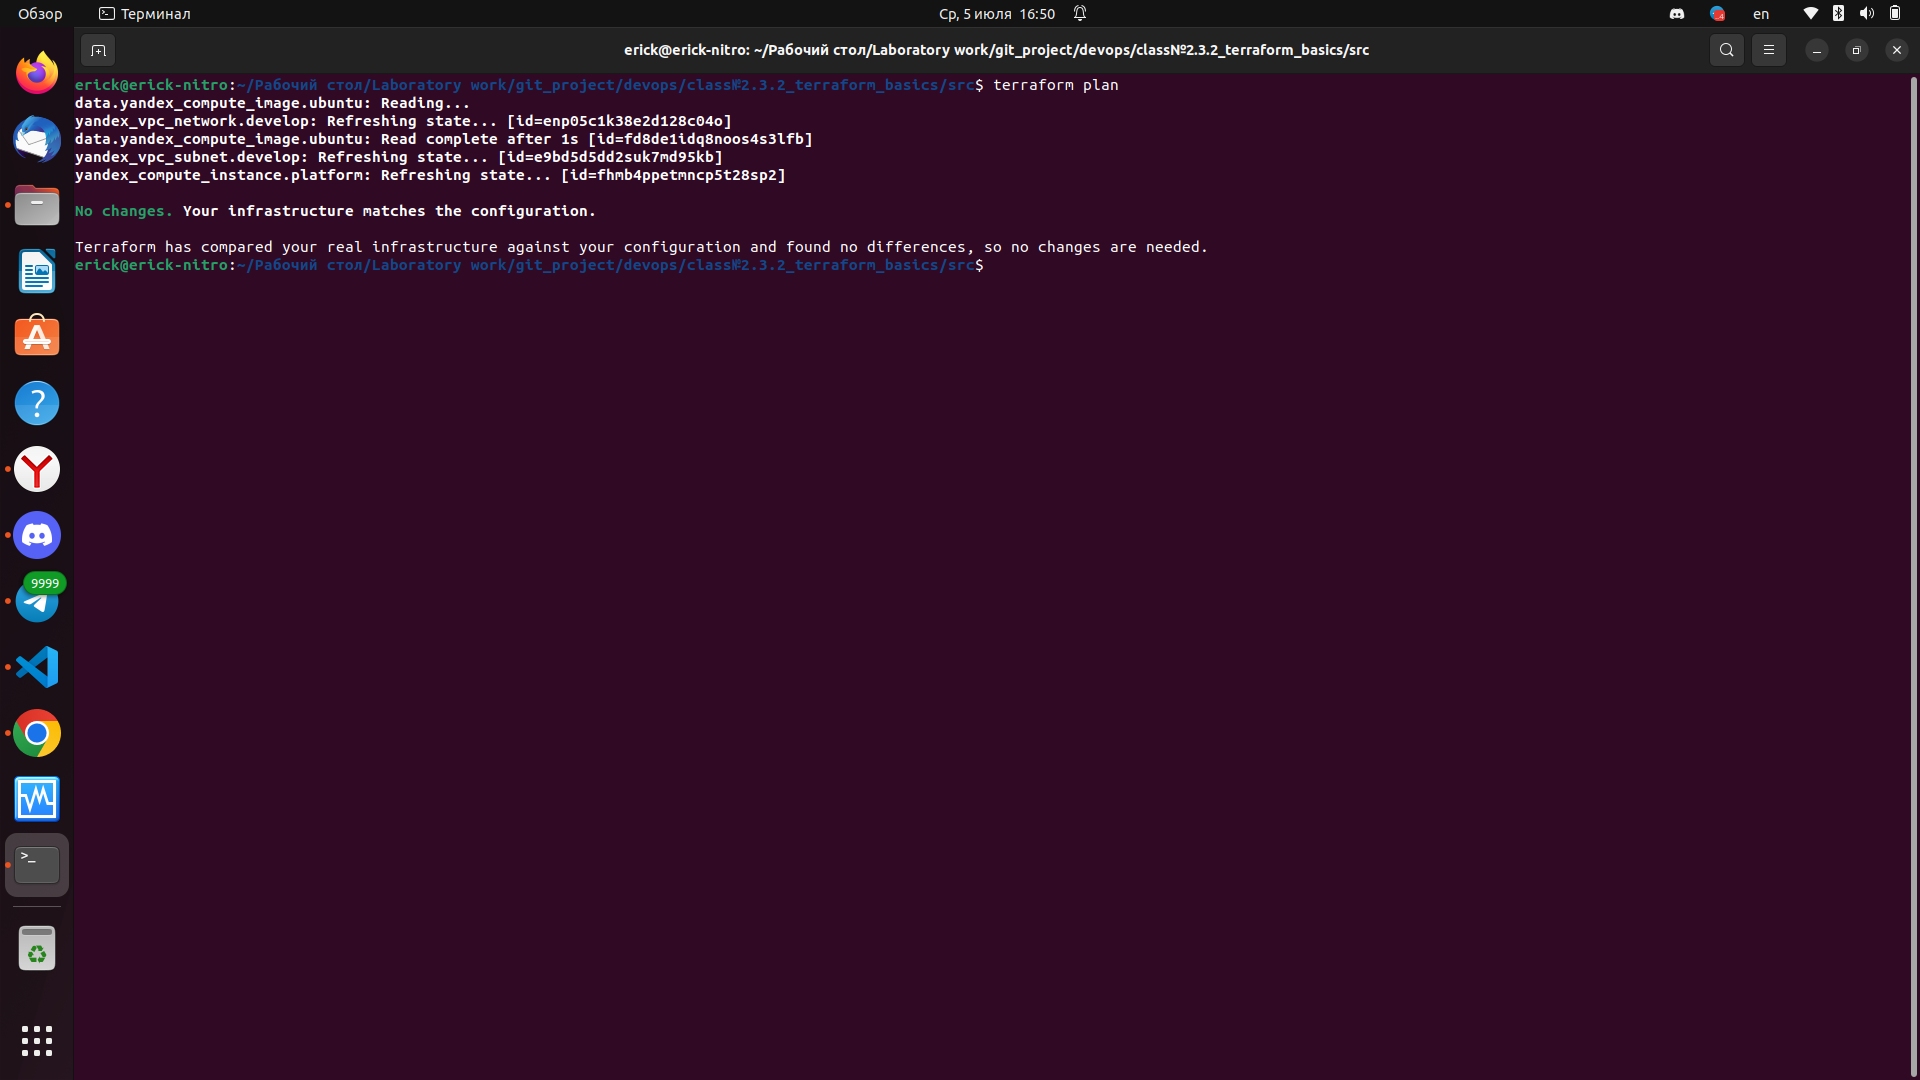 Обзор
Терминал
Ср, 5 июля 16:50
en
erick@erick-nitro: ~/Рабочий стол/Laboratory work/git_project/devops/class№2.3.2_terraform_basics/src
erick@erick-nitro:~/Рабочий стол/Laboratory work/git_project/devops/class№2.3.2_terraform_basics/src$ terraform plan
data.yandex_compute_image.ubuntu: Reading...
yandex_vpc_network.develop: Refreshing state... [id=enp05c1k38e2d128c04o]
data.yandex_compute_image.ubuntu: Read complete after 1s [id=fd8de1idq8noos4s3lfb]
yandex_vpc_subnet.develop: Refreshing state... [id=e9bd5d5dd2suk7md95kb]
yandex_compute_instance.platform: Refreshing state... [id=fhmb4ppetmncp5t28sp2]
No changes. Your infrastructure matches the configuration.
Terraform has compared your real infrastructure against your configuration and found no differences, so no changes are needed.
erick@erick-nitro:~/Рабочий стол/Laboratory work/git_project/devops/class№2.3.2_terraform_basics/src$
9999